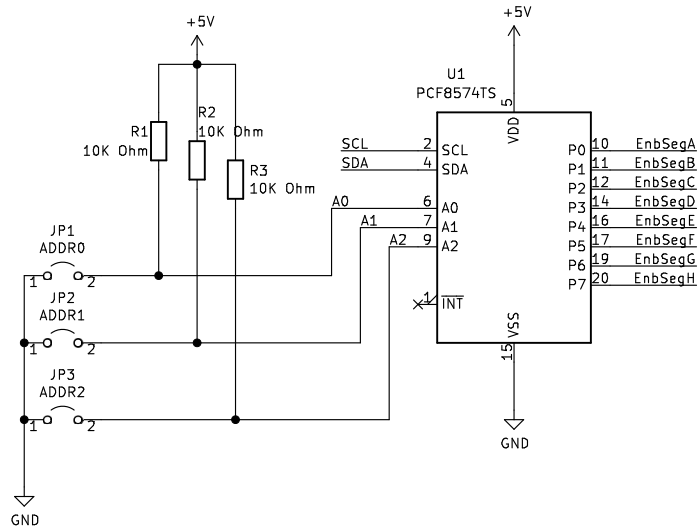 +5V
+5V
U1
PCF8574TS
5
VDD
R1
10K Ohm
R2
10K Ohm
R3
10K Ohm
SCL 2 SCL
SDA 4 SDA
A0 6 A0
A1 7 A1
A2 9 A2
1 INT
P0 10 EnbSegA
P1 11 EnbSegB
P2 12 EnbSegC
P3 14 EnbSegD
P4 16 EnbSegE
P5 17 EnbSegF
P6 19 EnbSegG
P7 20 EnbSegH
JP1
ADDR0
1 2
JP2
ADDR1
1 2
JP3
ADDR2
1 2
VSS
15
GND
GND